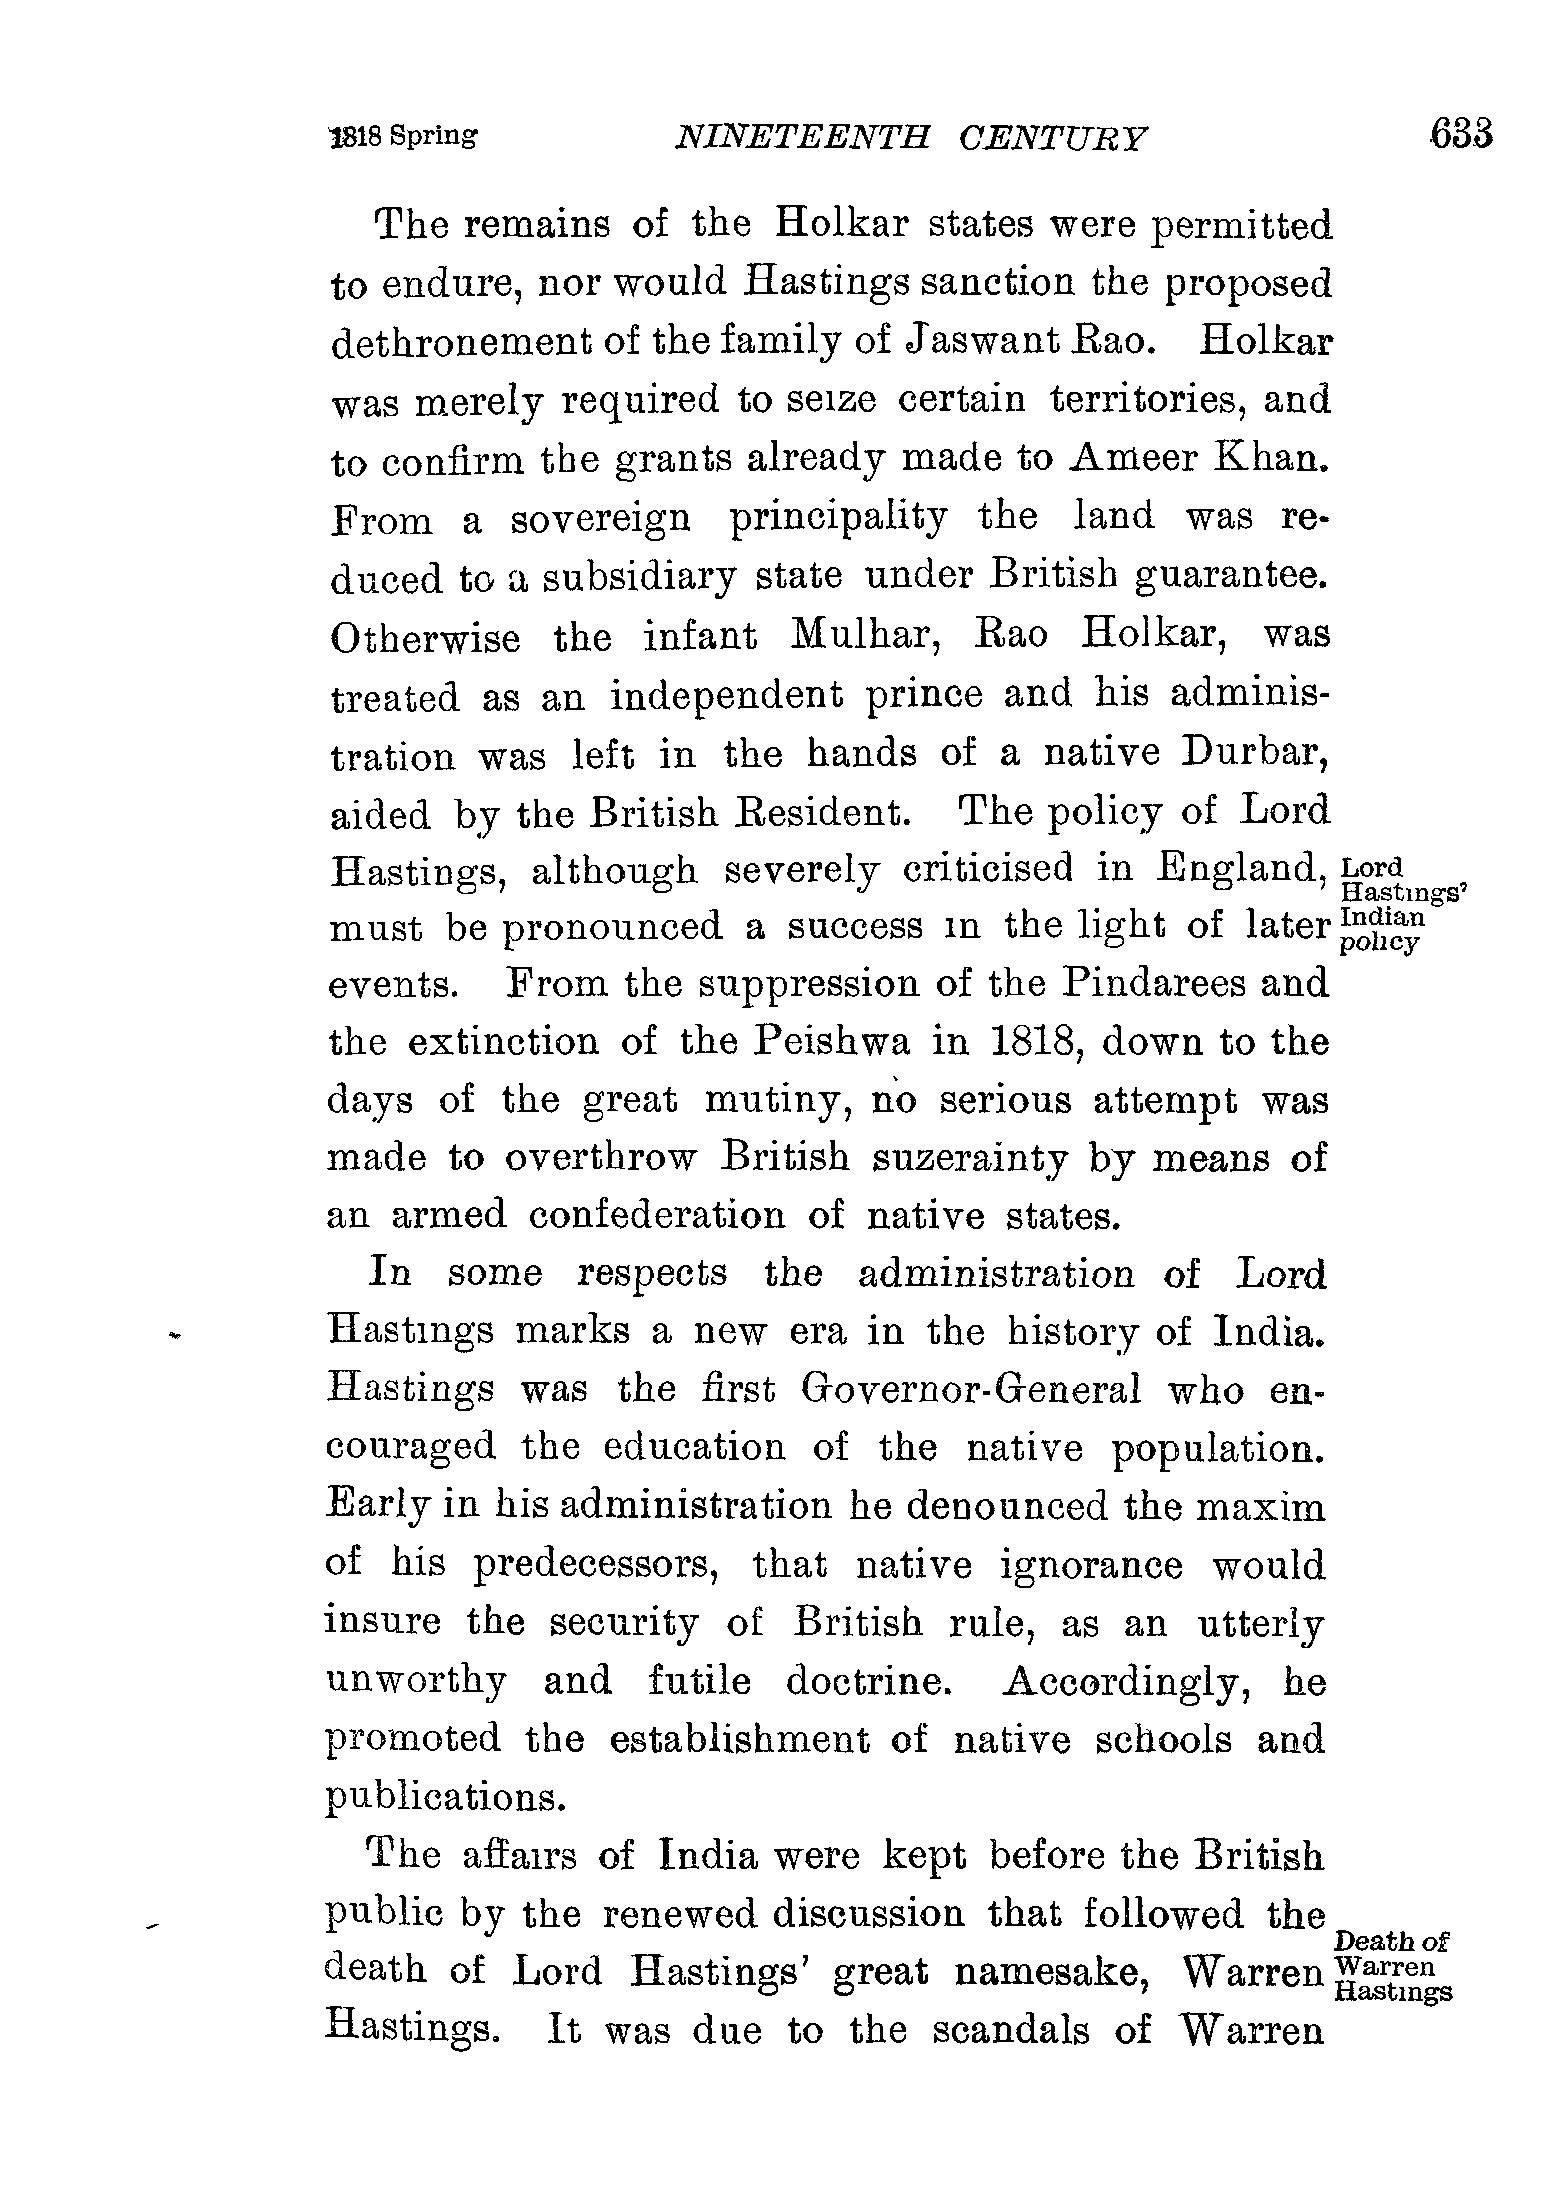 1818 Spring NINETEENTH CENTURY 633
The remains of the Holkar states were permitted
to endure, nor would Hastings sanction the proposed
dethronement of the family of Jaswant Rao. Holkar
was merely required to seize certain territories, and
to confirm the grants already made to Ameer Khan.
From a sovereign principality the land was re-
duced to a subsidiary state under British guarantee.
Otherwise the infant Mulhar, Rao Holkar, was
treated as an independent prince and his adminis-
tration was left in the hands of a native Durbar,
aided by the British Resident. The policy of Lord
Hastings, although severely criticised in England,
must be pronounced a success in the light of later
events. From the suppression of the Pindarees and
the extinction of the Peishwa in 1818, down to the
days of the great mutiny, no serious attempt was
made to overthrow British suzerainty by means of
an armed confederation of native states.
Lord
Hastings'
Indian
policy
In some respects the administration of Lord
Hastings marks a new era in the history of India.
Hastings was the first Governor-General who en-
couraged the education of the native population.
Early in his administration he denounced the maxim
of his predecessors, that native ignorance would
insure the security of British rule, as an utterly
unworthy and futile doctrine. Accordingly, he
promoted the establishment of native schools and
publications.
The affairs of India were kept before the British
public by the renewed discussion that followed the
death of Lord Hastings' great namesake, Warren
Hastings. It was due to the scandals of Warren
Death of
Warren
Hastings